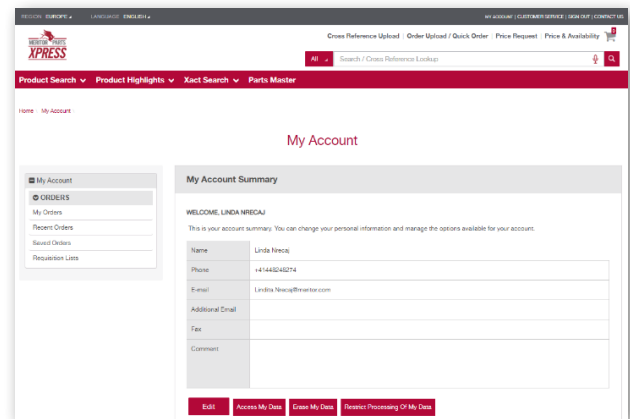 REGION EUROPE LANGUAGE ENGLISH MY ACCOUNT | CUSTOMER SERVICE | SIGN OUT | CONTACT US
MERITOR PARTS
XPRESS
Cross Reference Upload | Order Upload / Quick Order | Price Request | Price & Availability
All Search / Cross Reference Lookup
Product Search Product Highlights Xact Search Parts Master
Home My Account
My Account
My Account
ORDERS
My Orders
Recent Orders
Saved Orders
Requisition Lists
My Account Summary
WELCOME, LINDA NRECAJ
This is your account summary. You can change your personal information and manage the options available for your account.
Name Linda Nrecaj
Phone +41448248274
E-mail Lindita.Nrecaj@meritor.com
Additional Email
Fax
Comment
Edit Access My Data Erase My Data Restrict Processing Of My Data